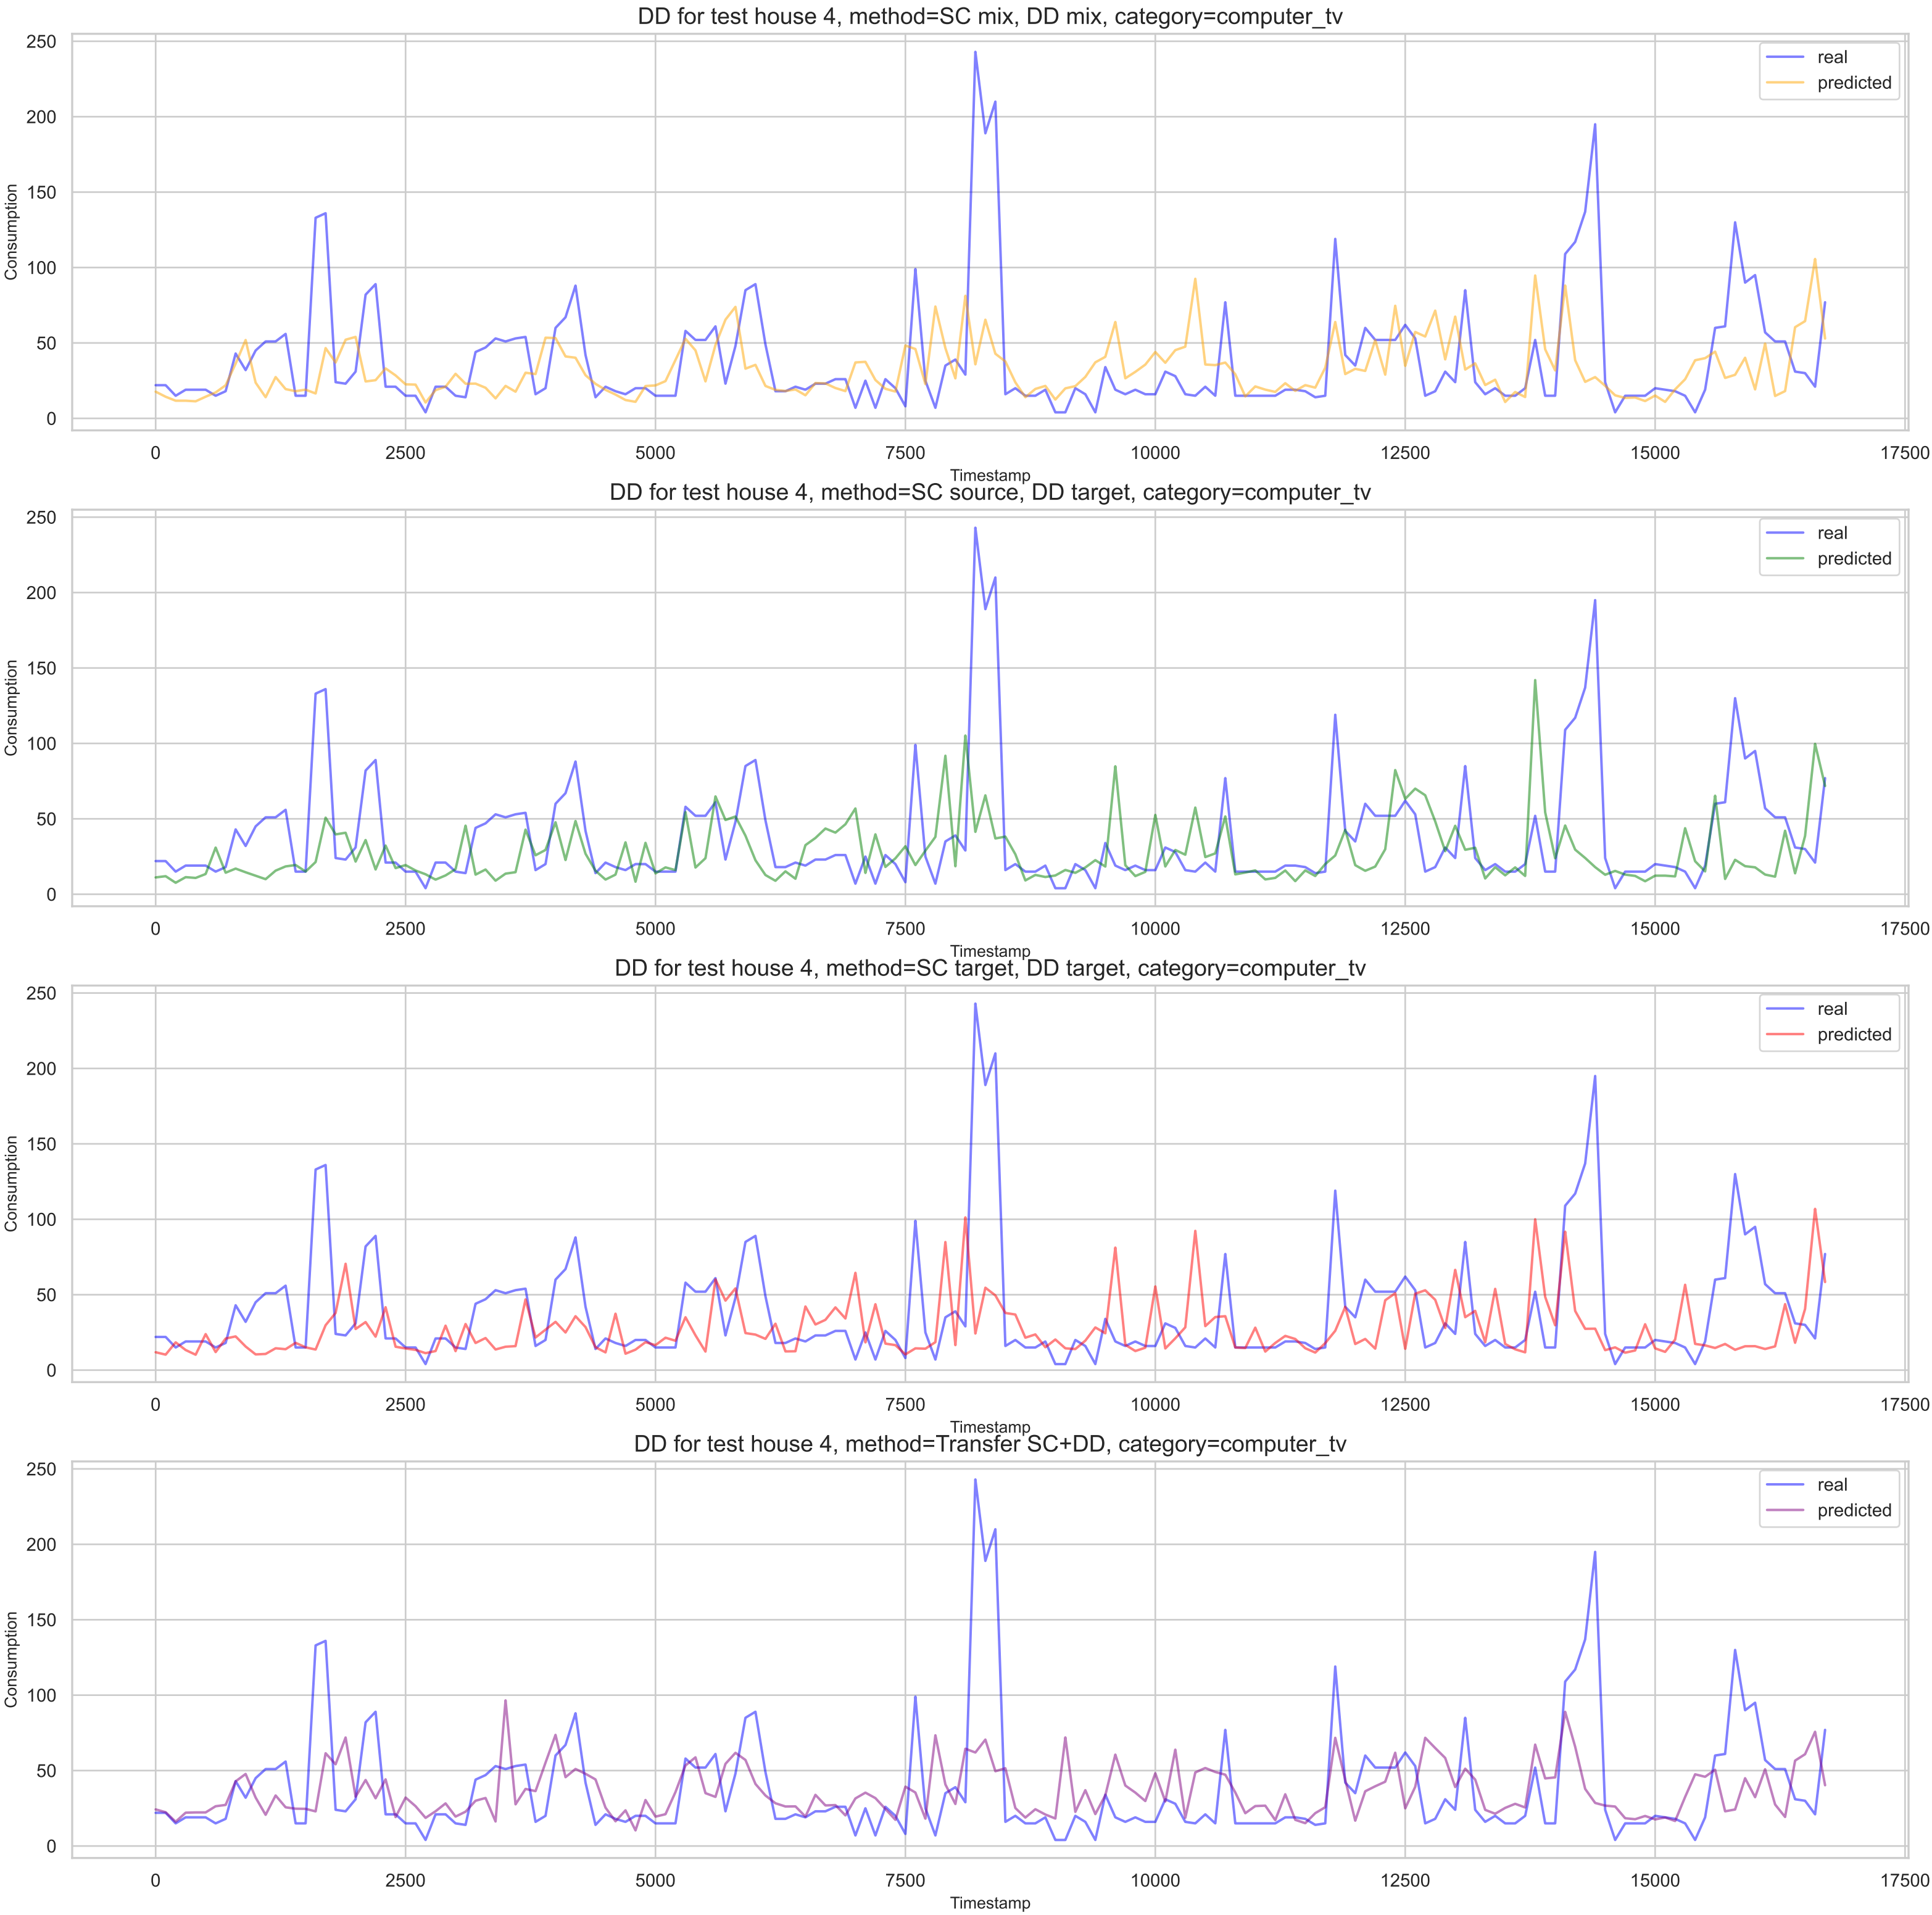 DD for test house 4, method=SC mix, DD mix, category=computer_tv
250
200
150
100
50
0
Consumption
real
predicted
0 2500 5000 7500 10000 12500 15000 17500
Timestamp
DD for test house 4, method=SC source, DD target, category=computer_tv
250
200
150
100
50
0
Consumption
real
predicted
0 2500 5000 7500 10000 12500 15000 17500
Timestamp
DD for test house 4, method=SC target, DD target, category=computer_tv
250
200
150
100
50
0
Consumption
real
predicted
0 2500 5000 7500 10000 12500 15000 17500
Timestamp
DD for test house 4, method=Transfer SC+DD, category=computer_tv
250
200
150
100
50
0
Consumption
real
predicted
0 2500 5000 7500 10000 12500 15000 17500
Timestamp